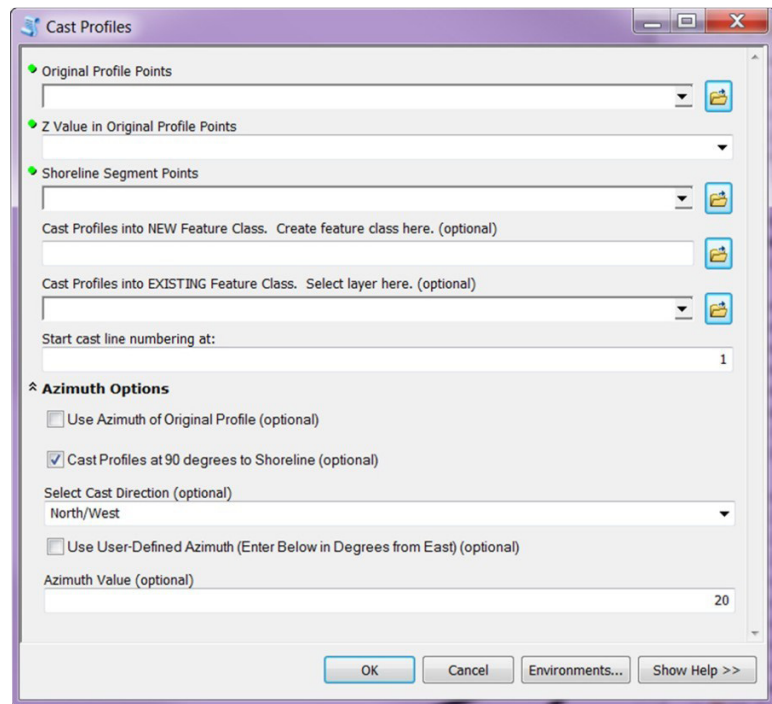 Cast Profiles
Original Profile Points
Z Value in Original Profile Points
Shoreline Segment Points
Cast Profiles into NEW Feature Class.  Create feature class here. (optional)
Cast Profiles into EXISTING Feature Class.  Select layer here. (optional)
Start cast line numbering at:
1
Azimuth Options
Use Azimuth of Original Profile (optional)
Cast Profiles at 90 degrees to Shoreline (optional)
Select Cast Direction (optional)
North/West
Use User-Defined Azimuth (Enter Below in Degrees from East) (optional)
Azimuth Value (optional)
20
OK Cancel Environments... Show Help >>